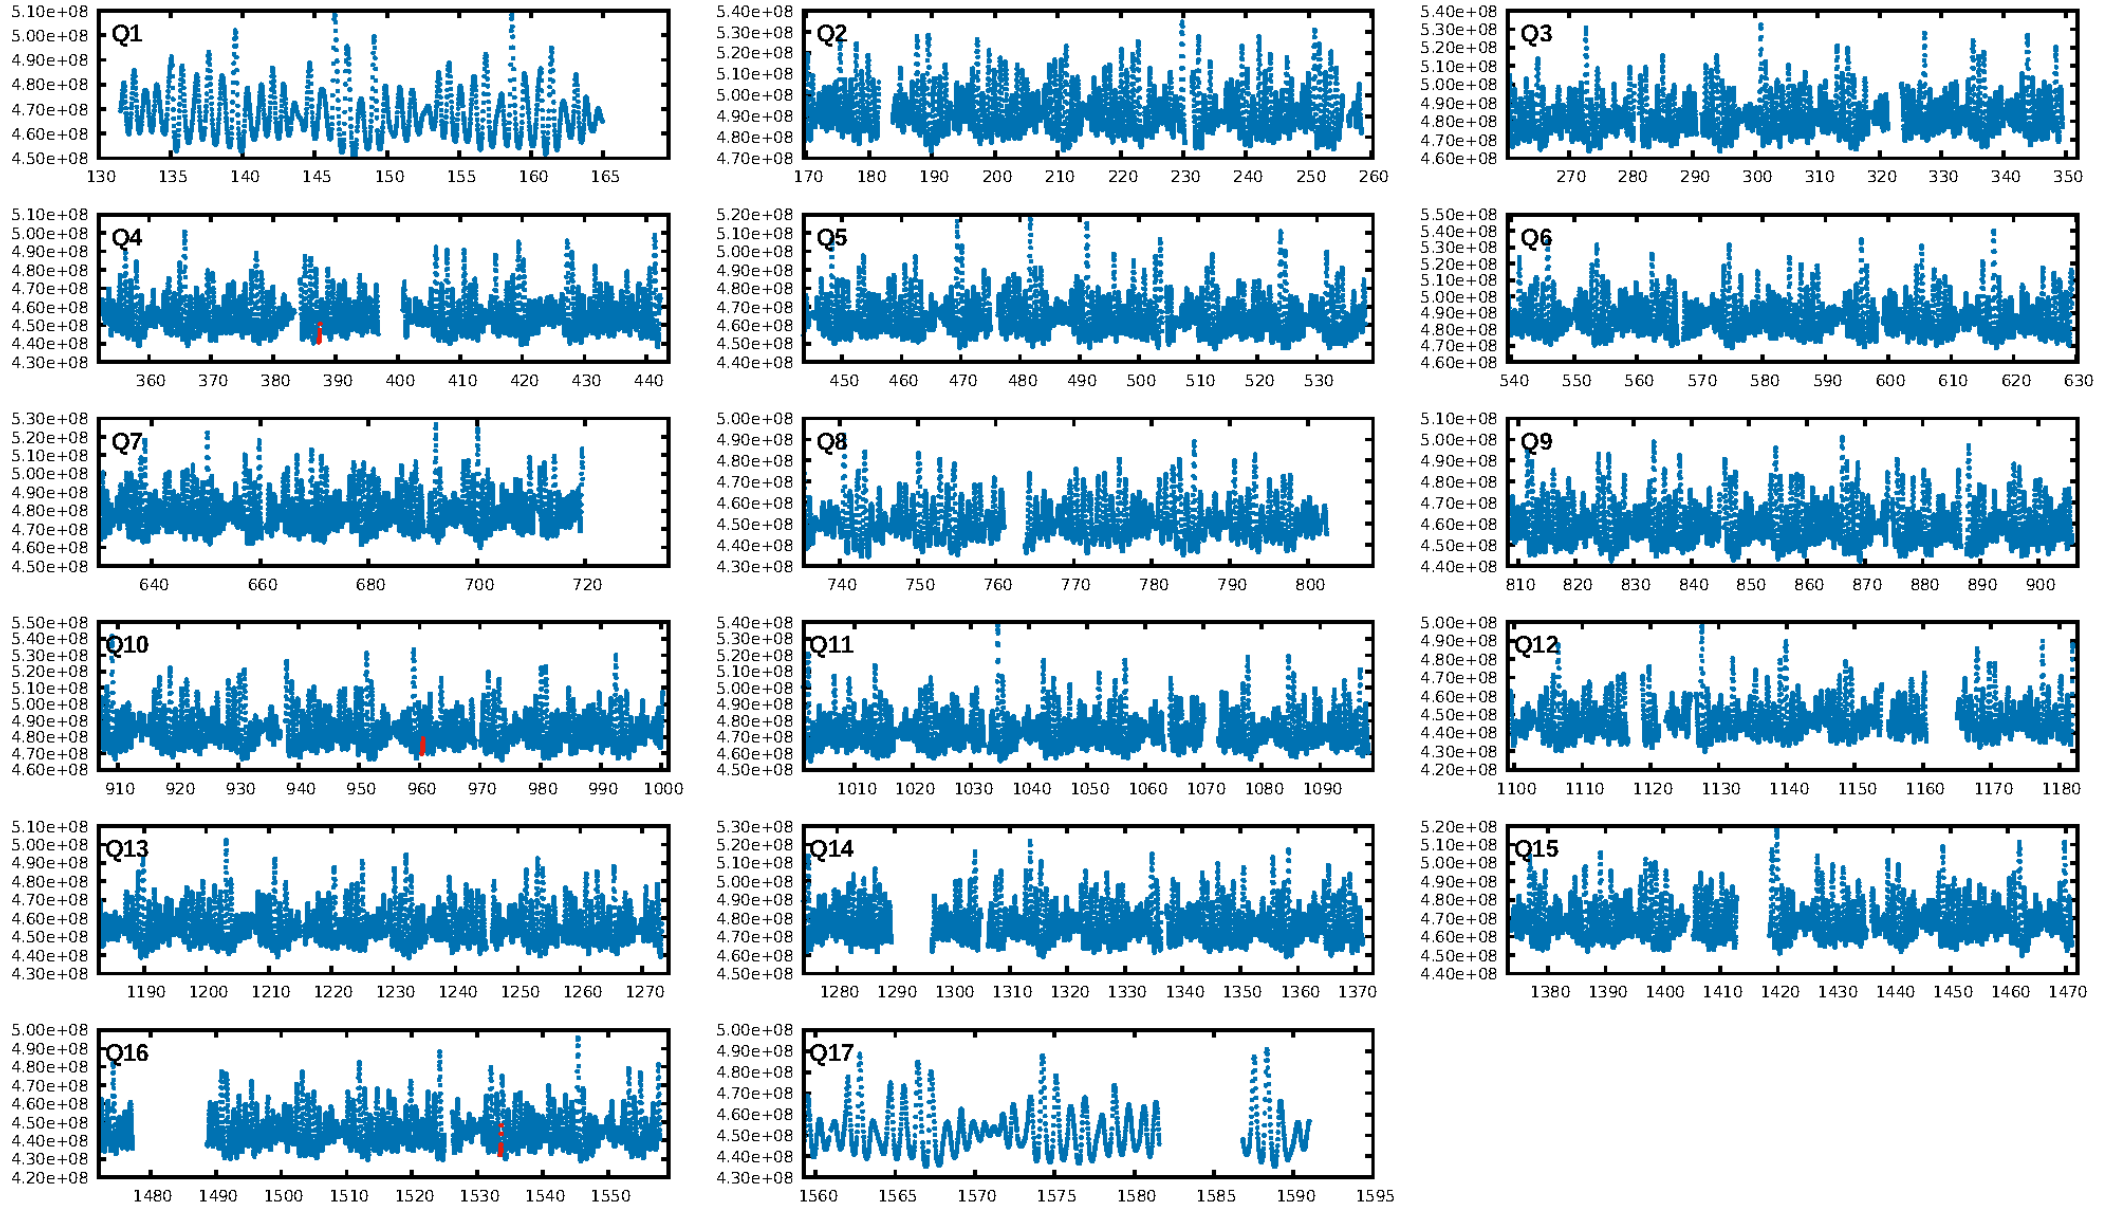 5.10e+08 5.00e+08 4.90e+08 4.80e+08 4.70e+08 4.60e+08 4.50e+08
Q1
130 135 140 145 150 155 160 165
5.40e+08 5.30e+08 5.20e+08 5.10e+08 5.00e+08 4.90e+08 4.80e+08 4.70e+08
Q2
170 180 190 200 210 220 230 240 250 260
5.40e+08 5.30e+08 5.20e+08 5.10e+08 5.00e+08 4.90e+08 4.80e+08 4.70e+08 4.60e+08
Q3
270 280 290 300 310 320 330 340 350
5.10e+08 5.00e+08 4.90e+08 4.80e+08 4.70e+08 4.60e+08 4.50e+08 4.40e+08 4.30e+08
Q4
360 370 380 390 400 410 420 430 440
5.20e+08 5.10e+08 5.00e+08 4.90e+08 4.80e+08 4.70e+08 4.60e+08 4.50e+08 4.40e+08
Q5
450 460 470 480 490 500 510 520 530
5.50e+08 5.40e+08 5.30e+08 5.20e+08 5.10e+08 5.00e+08 4.90e+08 4.80e+08 4.70e+08 4.60e+08
Q6
540 550 560 570 580 590 600 610 620 630
5.30e+08 5.20e+08 5.10e+08 5.00e+08 4.90e+08 4.80e+08 4.70e+08 4.60e+08 4.50e+08
Q7
640 660 680 700 720
5.00e+08 4.90e+08 4.80e+08 4.70e+08 4.60e+08 4.50e+08 4.40e+08 4.30e+08
Q8
740 750 760 770 780 790 800
5.10e+08 5.00e+08 4.90e+08 4.80e+08 4.70e+08 4.60e+08 4.50e+08 4.40e+08
Q9
810 820 830 840 850 860 870 880 890 900
5.50e+08 5.40e+08 5.30e+08 5.20e+08 5.10e+08 5.00e+08 4.90e+08 4.80e+08 4.70e+08 4.60e+08
Q10
910 920 930 940 950 960 970 980 990 1000
5.40e+08 5.30e+08 5.20e+08 5.10e+08 5.00e+08 4.90e+08 4.80e+08 4.70e+08 4.60e+08 4.50e+08
Q11
1010 1020 1030 1040 1050 1060 1070 1080 1090
5.00e+08 4.90e+08 4.80e+08 4.70e+08 4.60e+08 4.50e+08 4.40e+08 4.30e+08 4.20e+08
Q12
1100 1110 1120 1130 1140 1150 1160 1170 1180
5.10e+08 5.00e+08 4.90e+08 4.80e+08 4.70e+08 4.60e+08 4.50e+08 4.40e+08 4.30e+08
Q13
1190 1200 1210 1220 1230 1240 1250 1260 1270
5.30e+08 5.20e+08 5.10e+08 5.00e+08 4.90e+08 4.80e+08 4.70e+08 4.60e+08 4.50e+08
Q14
1280 1290 1300 1310 1320 1330 1340 1350 1360 1370
5.20e+08 5.10e+08 5.00e+08 4.90e+08 4.80e+08 4.70e+08 4.60e+08 4.50e+08 4.40e+08
Q15
1380 1390 1400 1410 1420 1430 1440 1450 1460 1470
5.00e+08 4.90e+08 4.80e+08 4.70e+08 4.60e+08 4.50e+08 4.40e+08 4.30e+08 4.20e+08
Q16
1480 1490 1500 1510 1520 1530 1540 1550
5.00e+08 4.90e+08 4.80e+08 4.70e+08 4.60e+08 4.50e+08 4.40e+08 4.30e+08
Q17
1560 1565 1570 1575 1580 1585 1590 1595